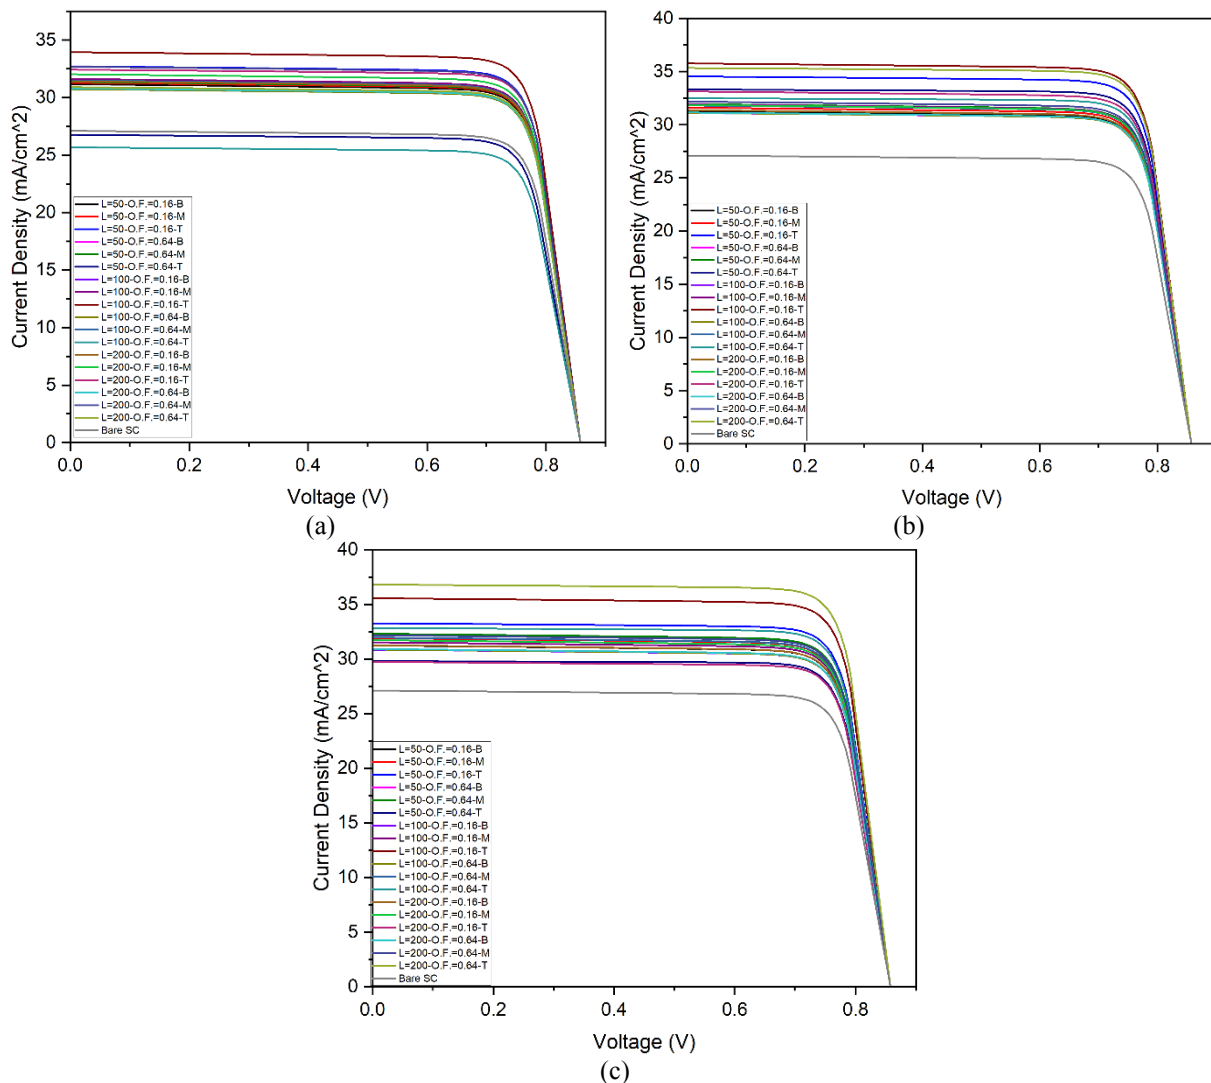 35
30
25
20
15
10
5
0
Current Density (mA/cm^2)
L=50-O.F.=0.16-B
L=50-O.F.=0.16-M
L=50-O.F.=0.16-T
L=50-O.F.=0.64-B
L=50-O.F.=0.64-M
L=50-O.F.=0.64-T
L=100-O.F.=0.16-B
L=100-O.F.=0.16-M
L=100-O.F.=0.16-T
L=100-O.F.=0.64-B
L=100-O.F.=0.64-M
L=100-O.F.=0.64-T
L=200-O.F.=0.16-B
L=200-O.F.=0.16-M
L=200-O.F.=0.16-T
L=200-O.F.=0.64-B
L=200-O.F.=0.64-M
L=200-O.F.=0.64-T
Bare SC
0.0 0.2 0.4 0.6 0.8
Voltage (V)
(a)
40
35
30
25
20
15
10
5
0
Current Density (mA/cm^2)
L=50-O.F.=0.16-B
L=50-O.F.=0.16-M
L=50-O.F.=0.16-T
L=50-O.F.=0.64-B
L=50-O.F.=0.64-M
L=50-O.F.=0.64-T
L=100-O.F.=0.16-B
L=100-O.F.=0.16-M
L=100-O.F.=0.16-T
L=100-O.F.=0.64-B
L=100-O.F.=0.64-M
L=100-O.F.=0.64-T
L=200-O.F.=0.16-B
L=200-O.F.=0.16-M
L=200-O.F.=0.16-T
L=200-O.F.=0.64-B
L=200-O.F.=0.64-M
L=200-O.F.=0.64-T
Bare SC
0.0 0.2 0.4 0.6 0.8
Voltage (V)
(b)
40
35
30
25
20
15
10
5
0
Current Density (mA/cm^2)
L=50-O.F.=0.16-B
L=50-O.F.=0.16-M
L=50-O.F.=0.16-T
L=50-O.F.=0.64-B
L=50-O.F.=0.64-M
L=50-O.F.=0.64-T
L=100-O.F.=0.16-B
L=100-O.F.=0.16-M
L=100-O.F.=0.16-T
L=100-O.F.=0.64-B
L=100-O.F.=0.64-M
L=100-O.F.=0.64-T
L=200-O.F.=0.16-B
L=200-O.F.=0.16-M
L=200-O.F.=0.16-T
L=200-O.F.=0.64-B
L=200-O.F.=0.64-M
L=200-O.F.=0.64-T
Bare SC
0.0 0.2 0.4 0.6 0.8
Voltage (V)
(c)